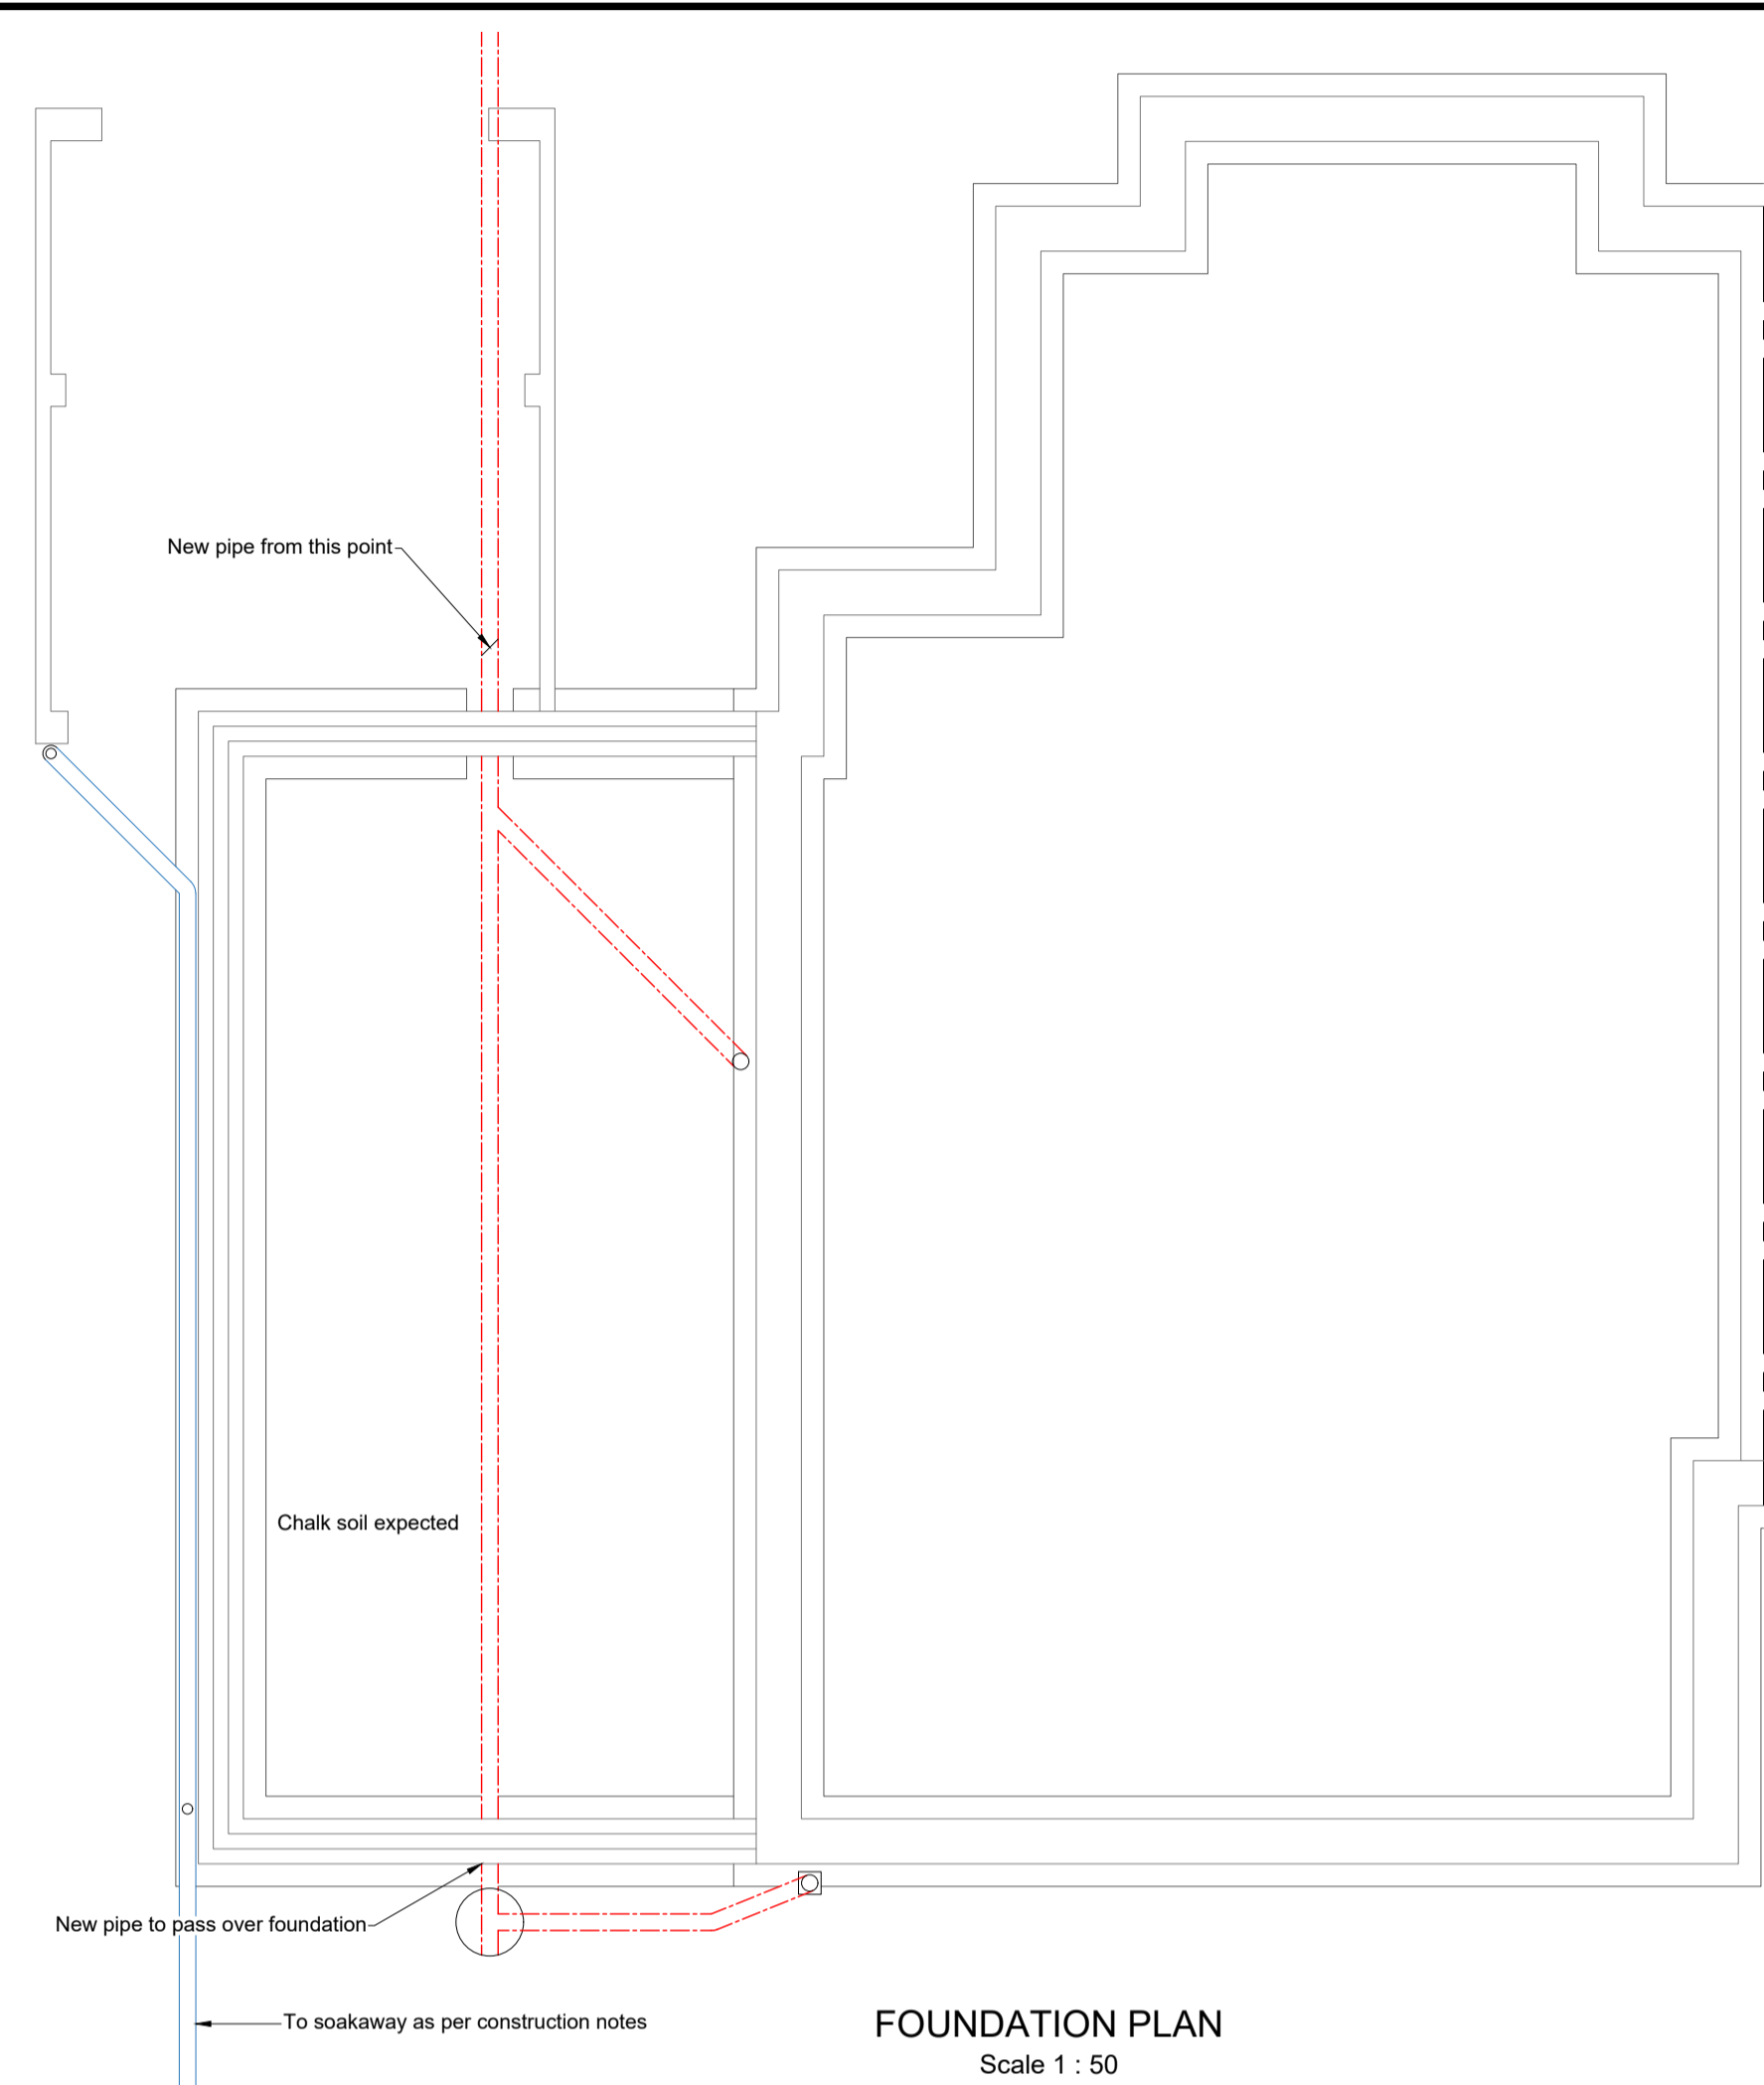 New pipe from this point
Chalk soil expected
New pipe to pass over foundation
To soakaway as per construction notes
FOUNDATION PLAN
Scale 1 : 50